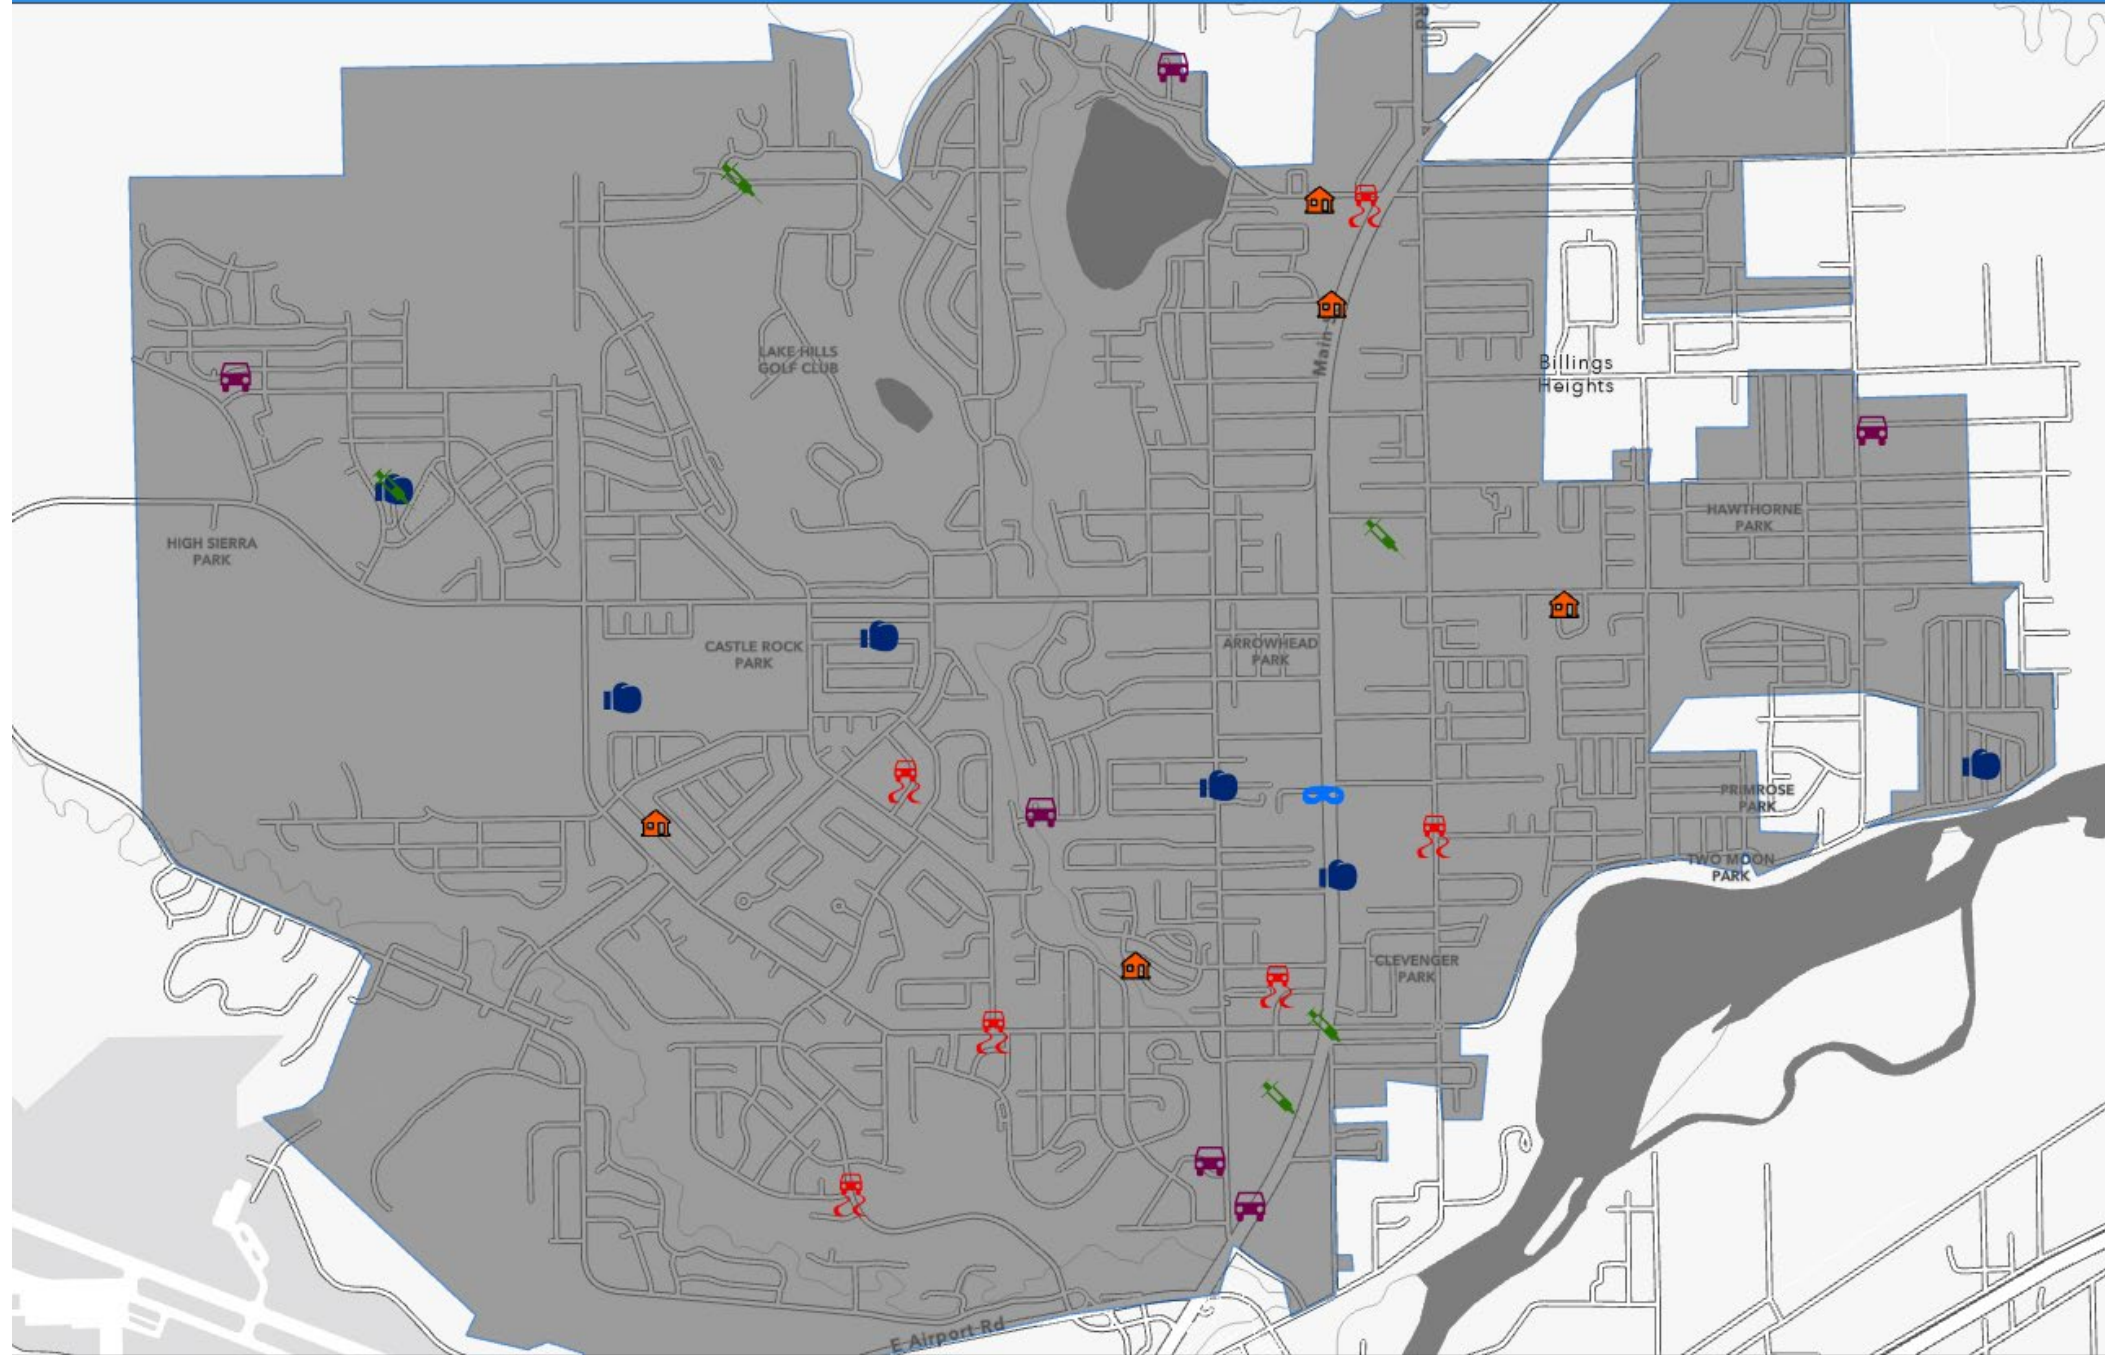 Rd
LAKE HILLS
GOLF CLUB
Main S
Billings
Heights
HAWTHORNE
PARK
HIGH SIERRA
PARK
CASTLE ROCK
PARK
ARROWHEAD
PARK
PRIMROSE
PARK
TWO MOON
PARK
CLEVENGER
PARK
E Airport Rd